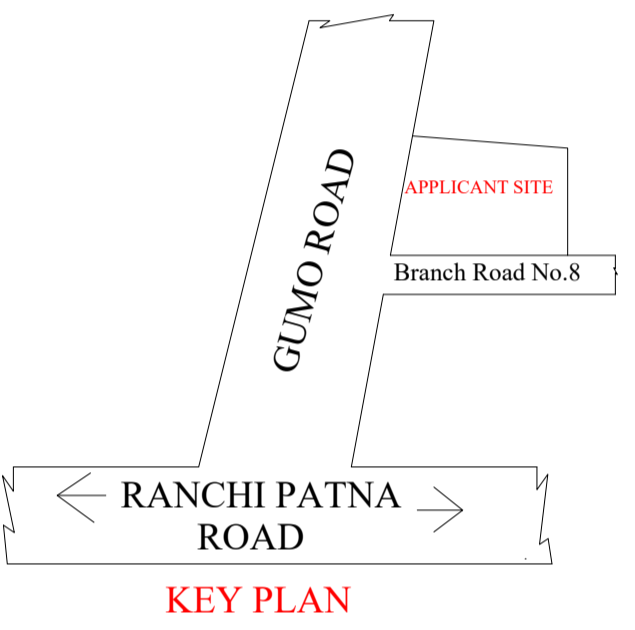 GUMO ROAD
APPLICANT SITE
Branch Road No.8
RANCHI PATNA
ROAD
KEY PLAN